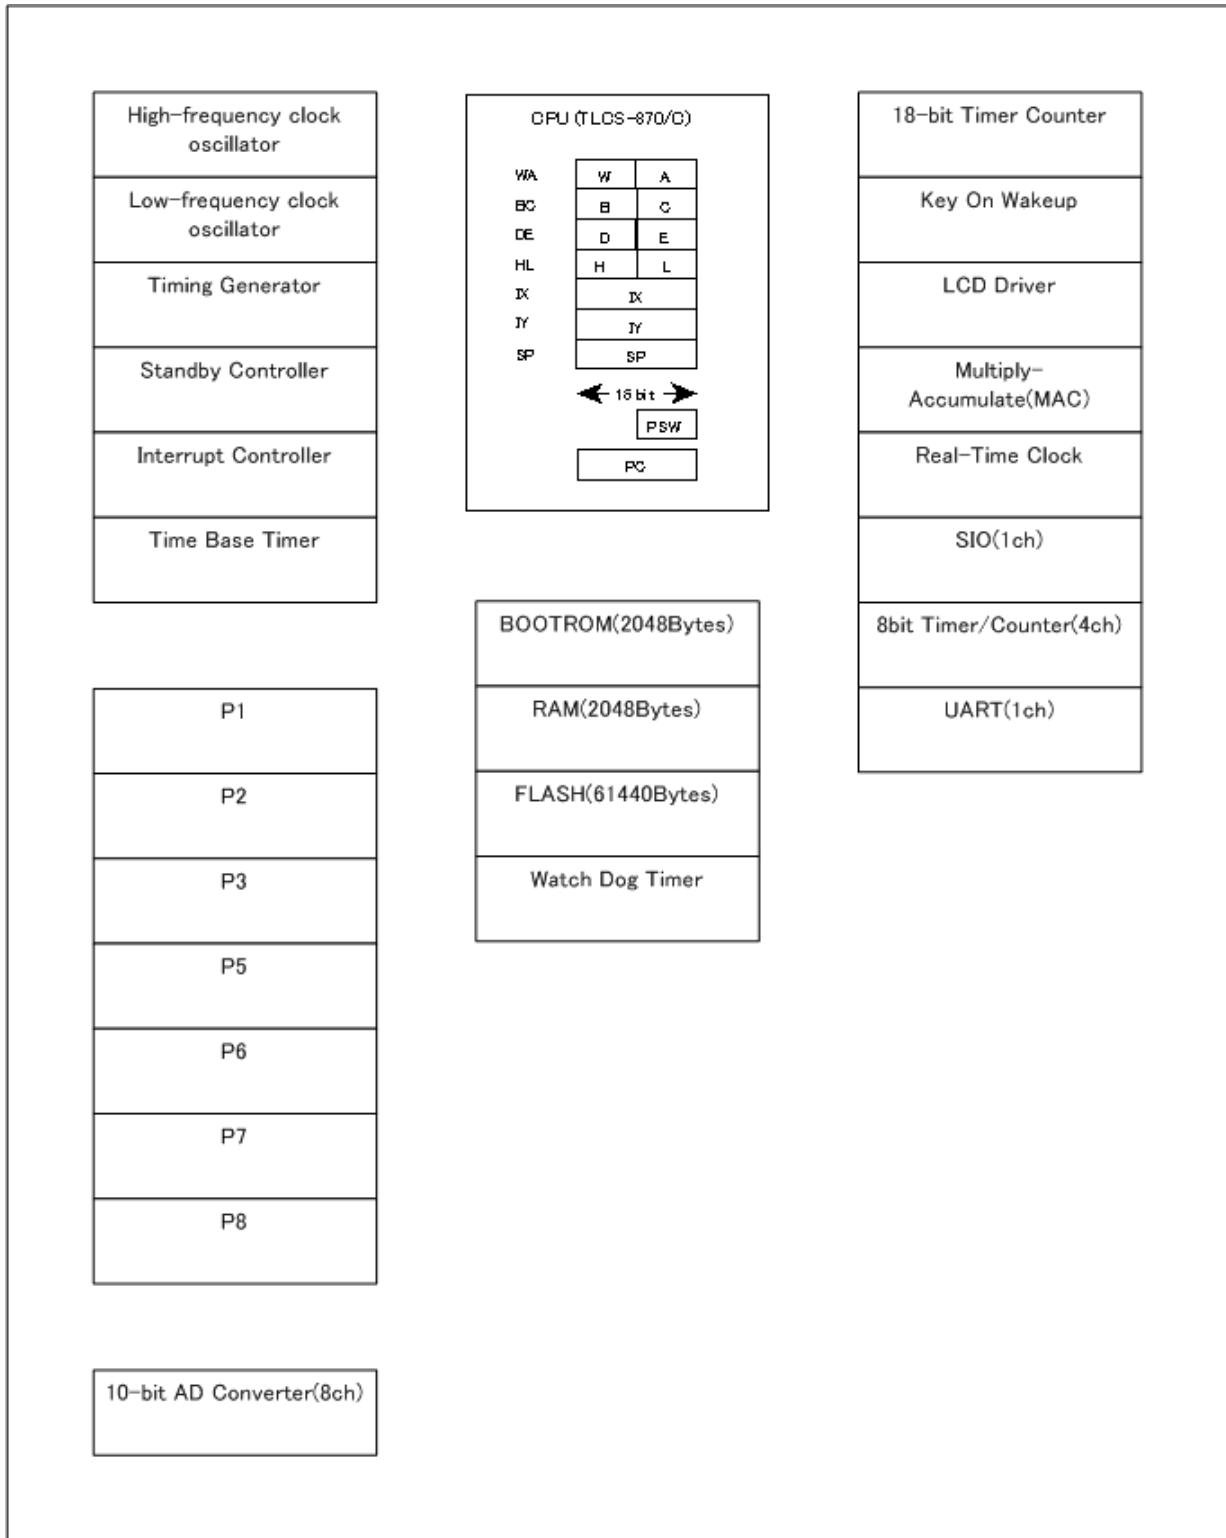 High-frequency clock
oscillator
Low-frequency clock
oscillator
Timing Generator
Standby Controller
Interrupt Controller
Time Base Timer
P1
P2
P3
P5
P6
P7
P8
10-bit AD Converter(8ch)
CPU (TLCS-870/C)
WA W A
BC B C
DE D E
HL H L
IX IX
IY IY
SP SP
16 bit
PSW
PC
BOOTROM(2048Bytes)
RAM(2048Bytes)
FLASH(61440Bytes)
Watch Dog Timer
18-bit Timer Counter
Key On Wakeup
LCD Driver
Multiply-
Accumulate(MAC)
Real-Time Clock
SIO(1ch)
8bit Timer/Counter(4ch)
UART(1ch)